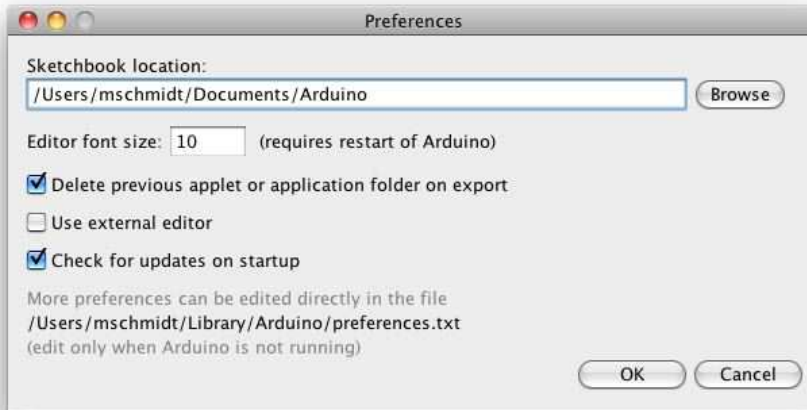 Preferences
Sketchbook location:
/Users/mschmidt/Documents/Arduino
Browse
Editor font size: 10 (requires restart of Arduino)
Delete previous applet or application folder on export
Use external editor
Check for updates on startup
More preferences can be edited directly in the file
/Users/mschmidt/Library/Arduino/preferences.txt
(edit only when Arduino is not running)
OK Cancel